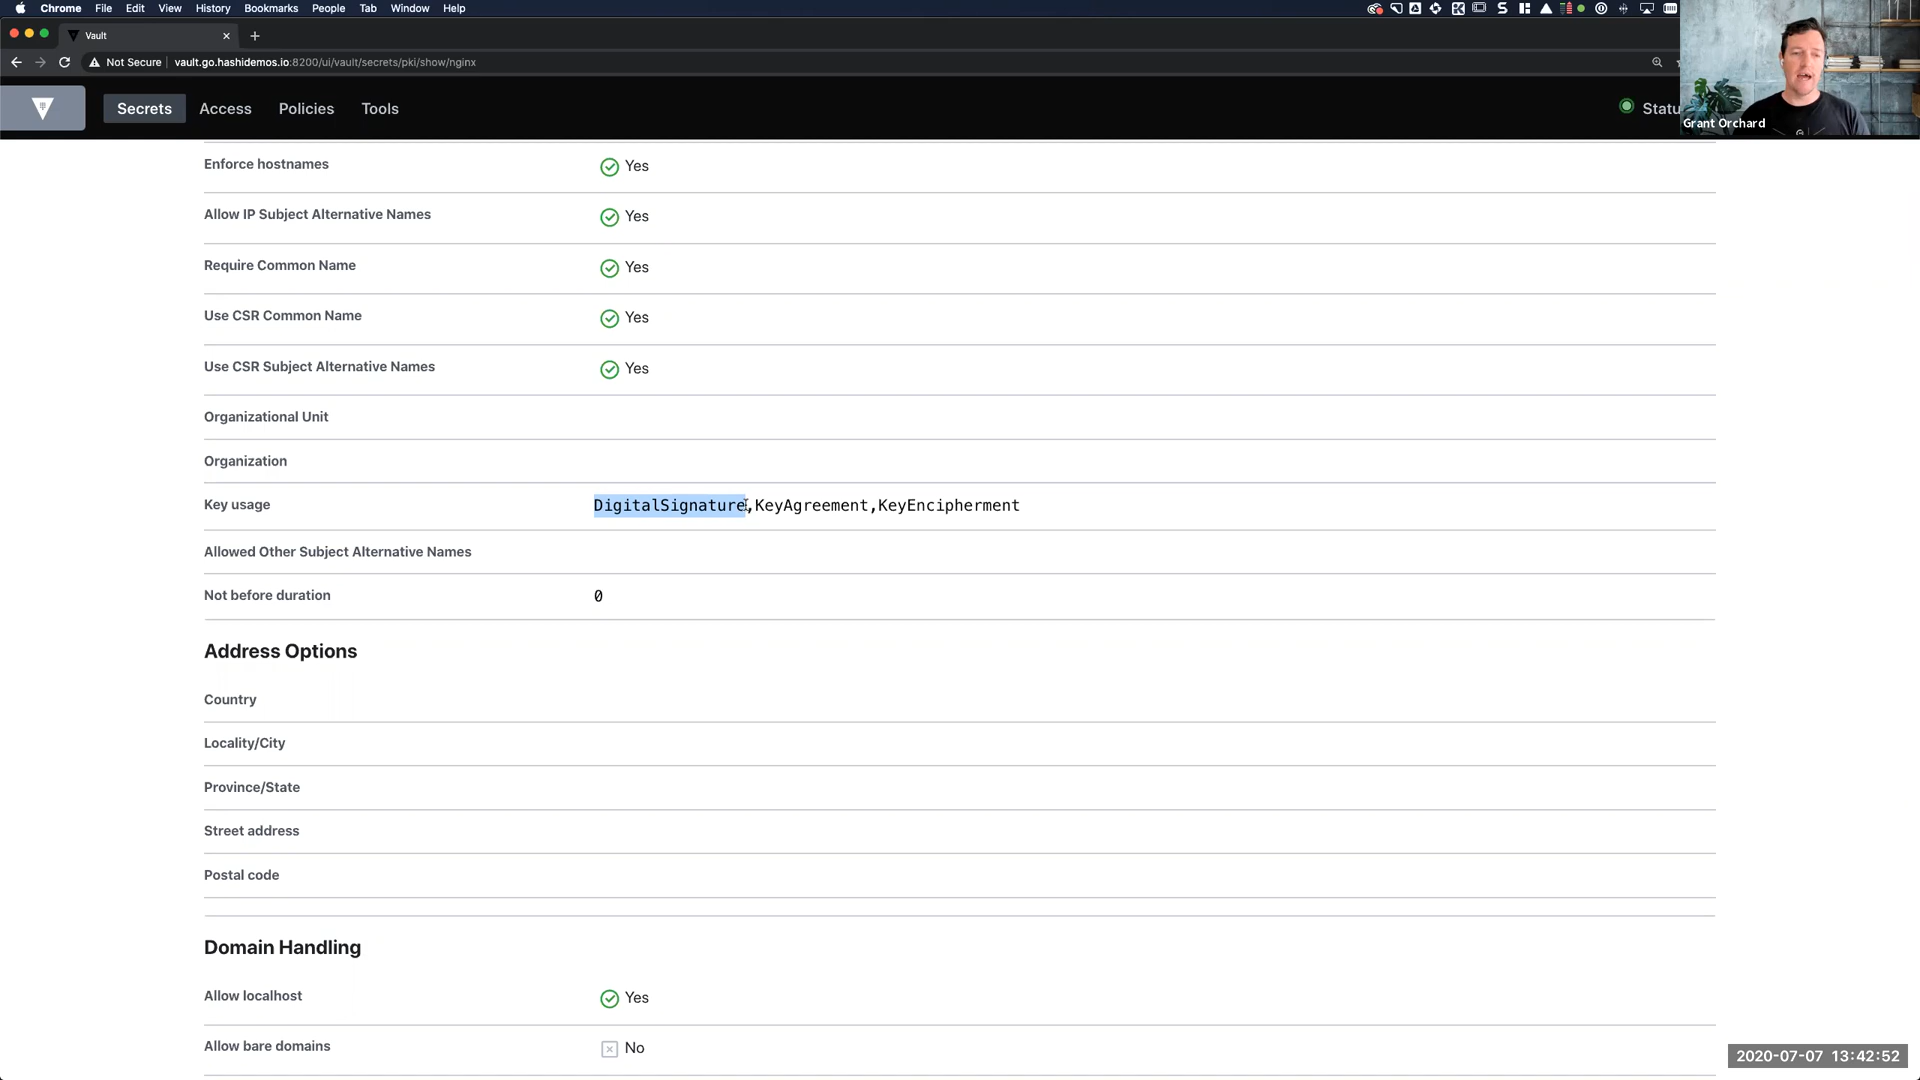 Chrome File Edit View History Bookmarks People Tab Window Help
Vault
Not Secure vault.go.hashidemos.io:8200/ui/vault/secrets/pki/show/nginx
Secrets Access Policies Tools
Statu
Grant Orchard
Enforce hostnames Yes
Allow IP Subject Alternative Names Yes
Require Common Name Yes
Use CSR Common Name Yes
Use CSR Subject Alternative Names Yes
Organizational Unit
Organization
Key usage DigitalSignature,KeyAgreement,KeyEncipherment
Allowed Other Subject Alternative Names
Not before duration 0
Address Options
Country
Locality/City
Province/State
Street address
Postal code
Domain Handling
Allow localhost Yes
Allow bare domains No
2020-07-07 13:42:52